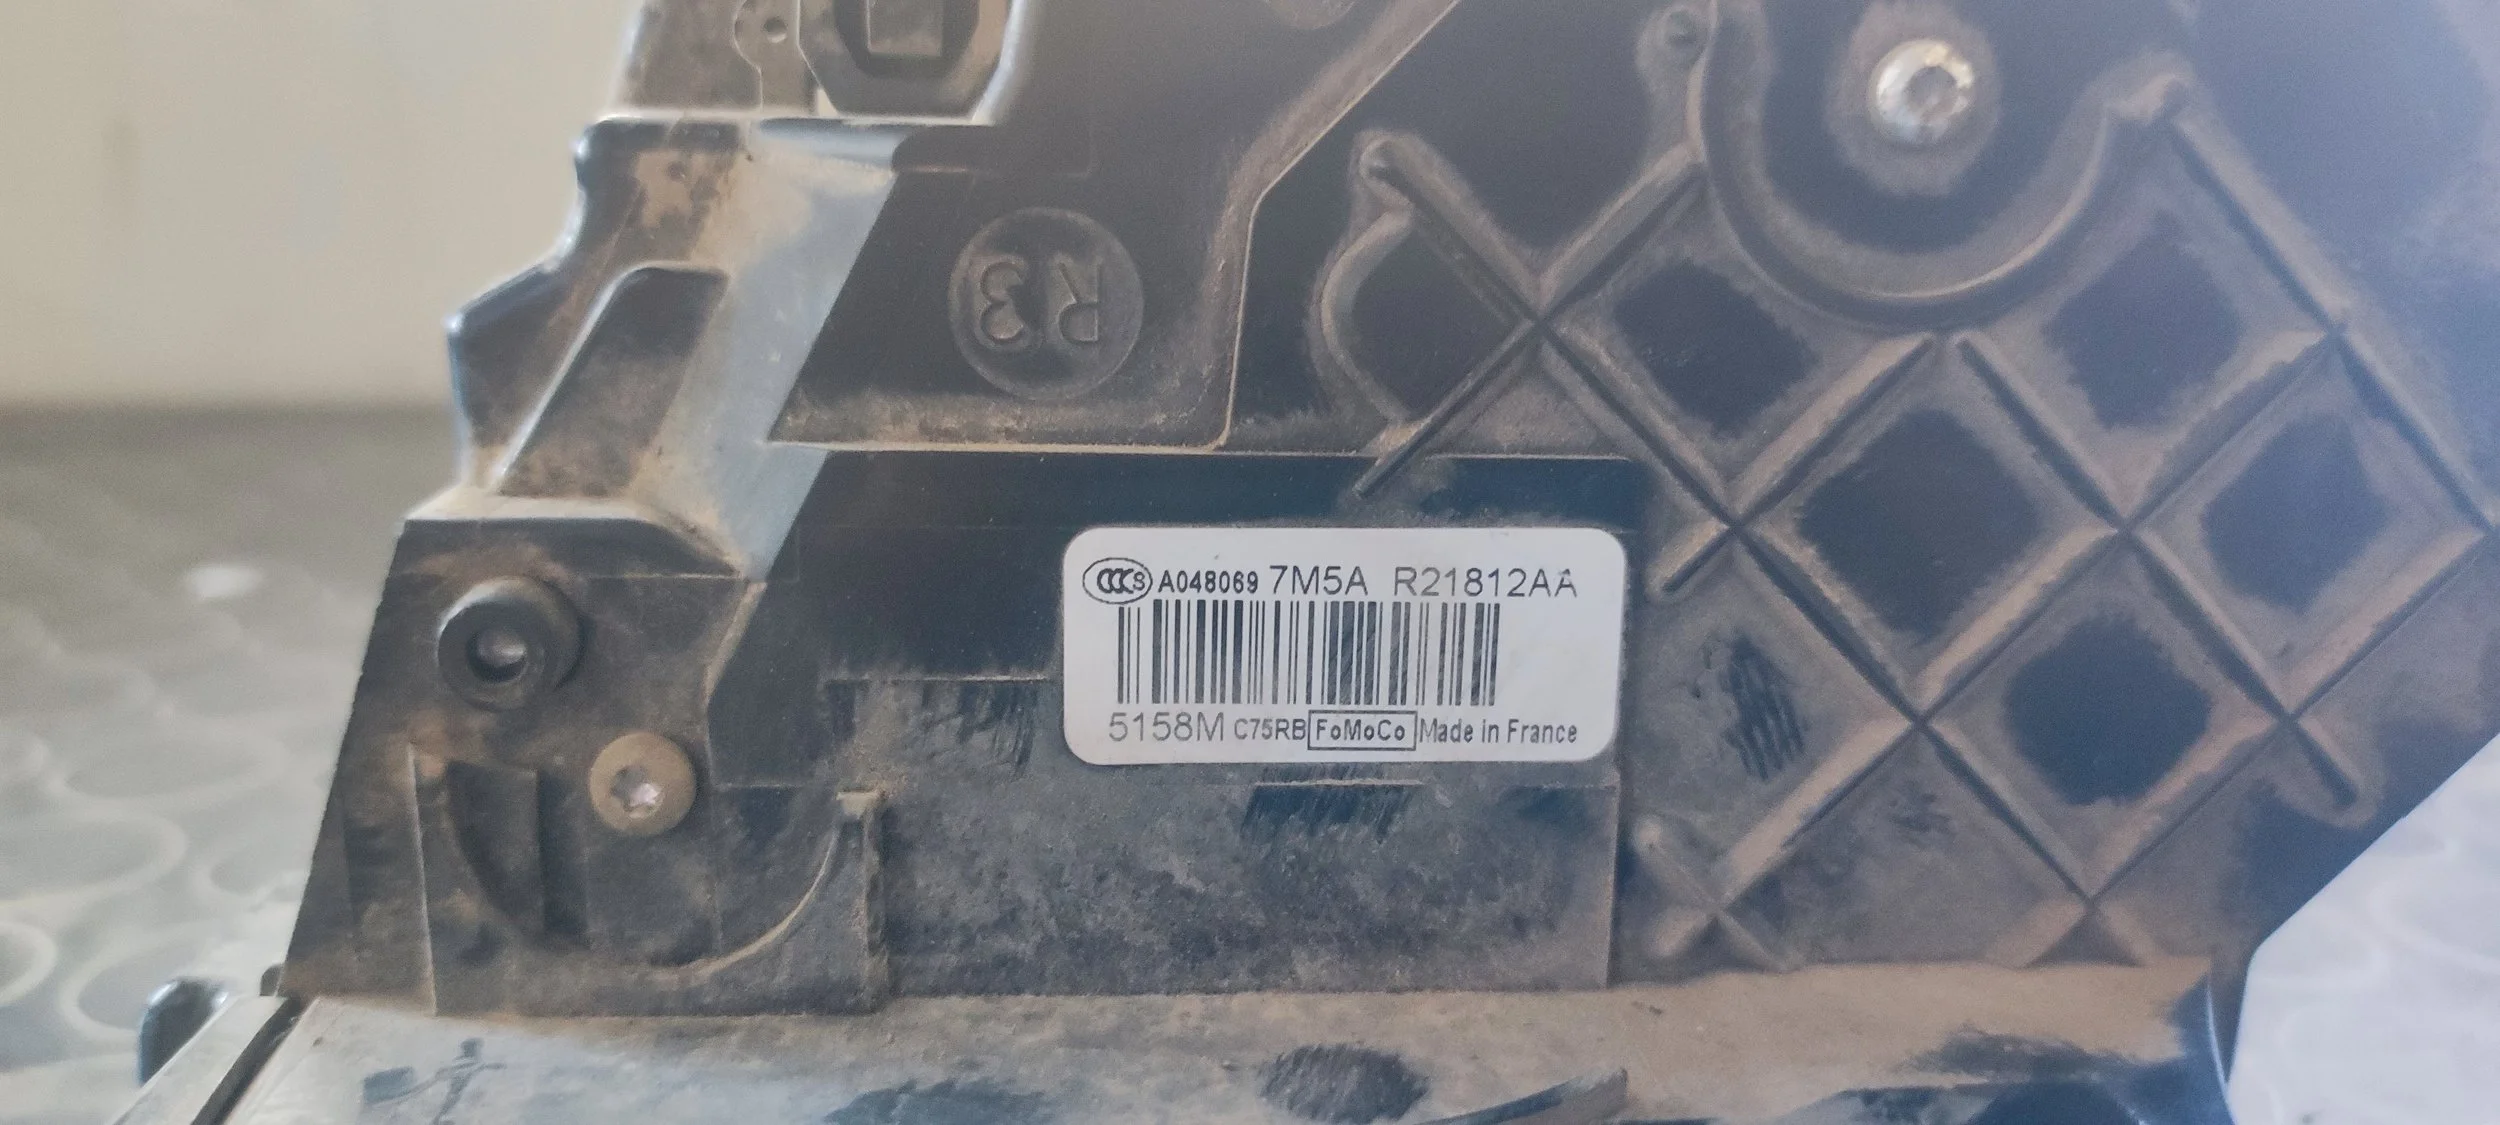 R3
CCC S A048069 7M5A R21812AA
5158M C75RB FoMoCo Made in France